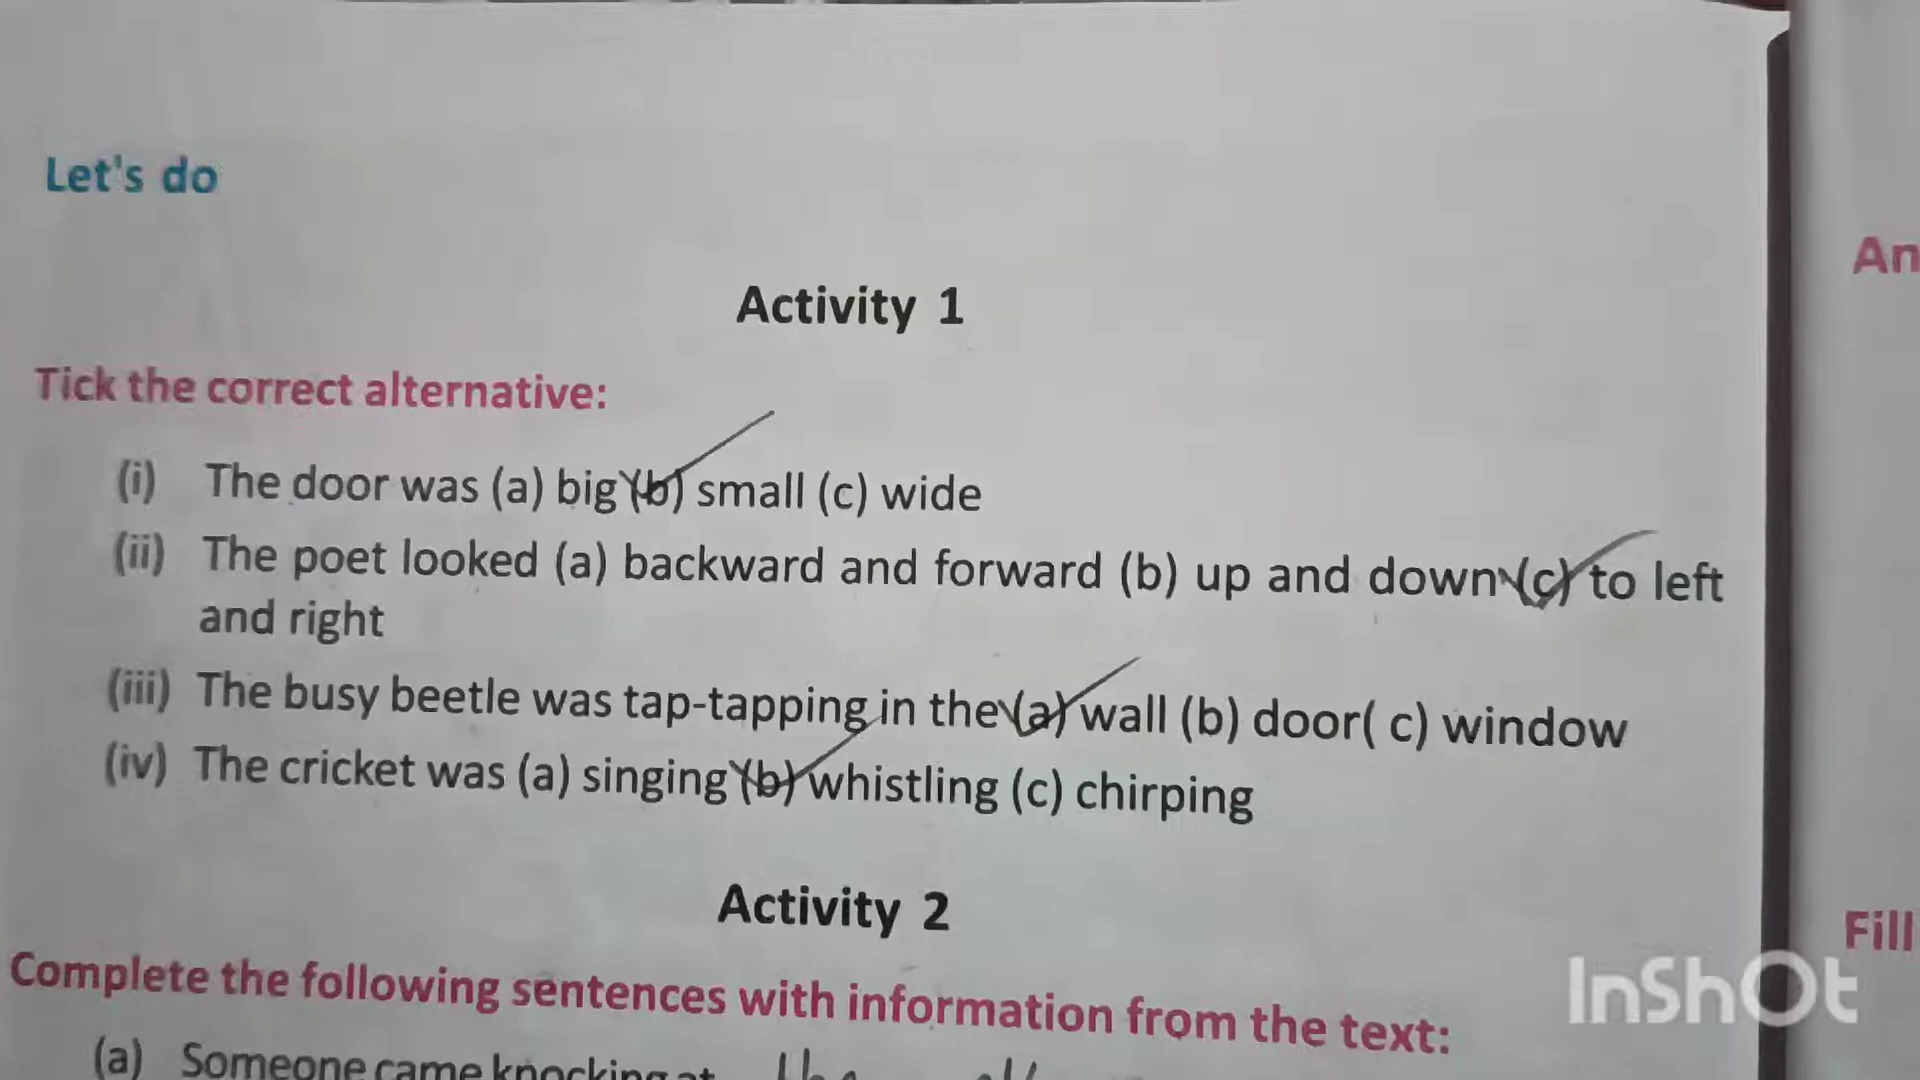 Let's do
An
Activity 1
Tick the correct alternative:
(i) The door was (a) big (b) small (c) wide
(ii) The poet looked (a) backward and forward (b) up and down (c) to left
and right
(iii) The busy beetle was tap-tapping in the (a) wall (b) door( c) window
(iv) The cricket was (a) singing (b) whistling (c) chirping
Activity 2
Fill
Complete the following sentences with information from the text:
InShOt
(a) Someone came knocking at the